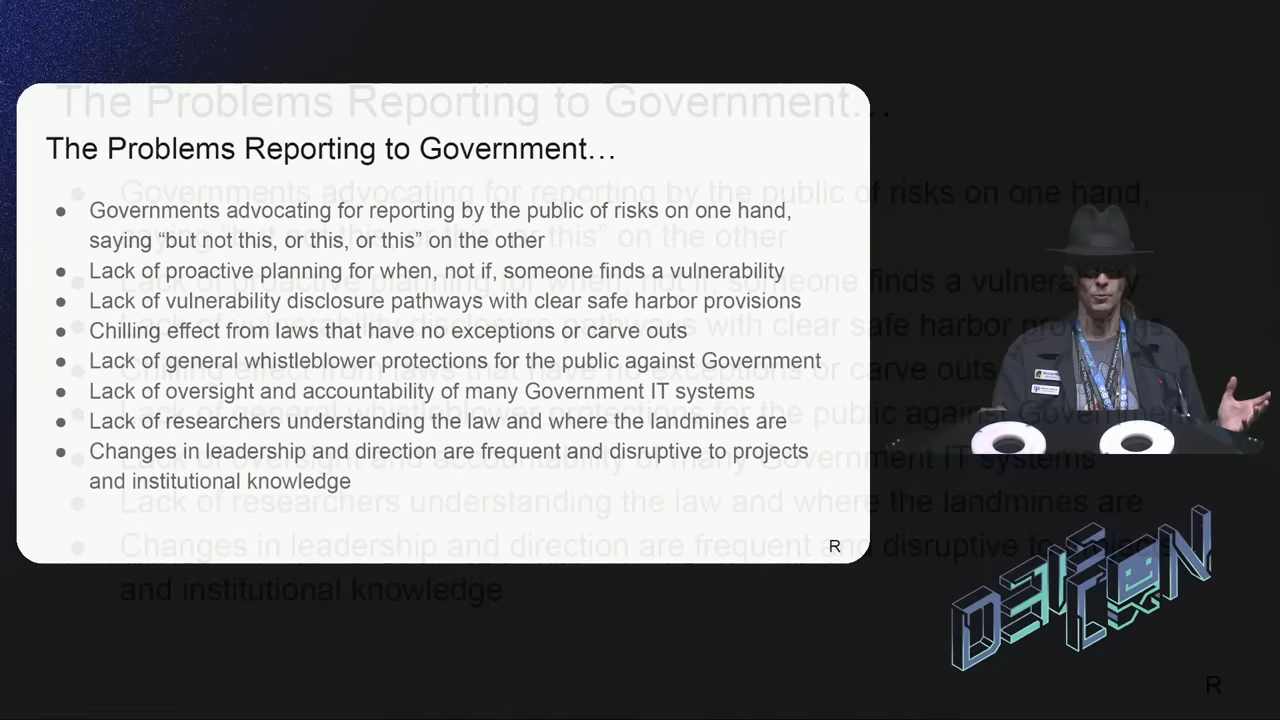 The Problems Reporting to Government…
● Governments advocating for reporting by the public of risks on one hand,
saying “but not this, or this, or this” on the other
● Lack of proactive planning for when, not if, someone finds a vulnerability
● Lack of vulnerability disclosure pathways with clear safe harbor provisions
● Chilling effect from laws that have no exceptions or carve outs
● Lack of general whistleblower protections for the public against Government
● Lack of oversight and accountability of many Government IT systems
● Lack of researchers understanding the law and where the landmines are
● Changes in leadership and direction are frequent and disruptive to projects
and institutional knowledge
R
DEF CON
R